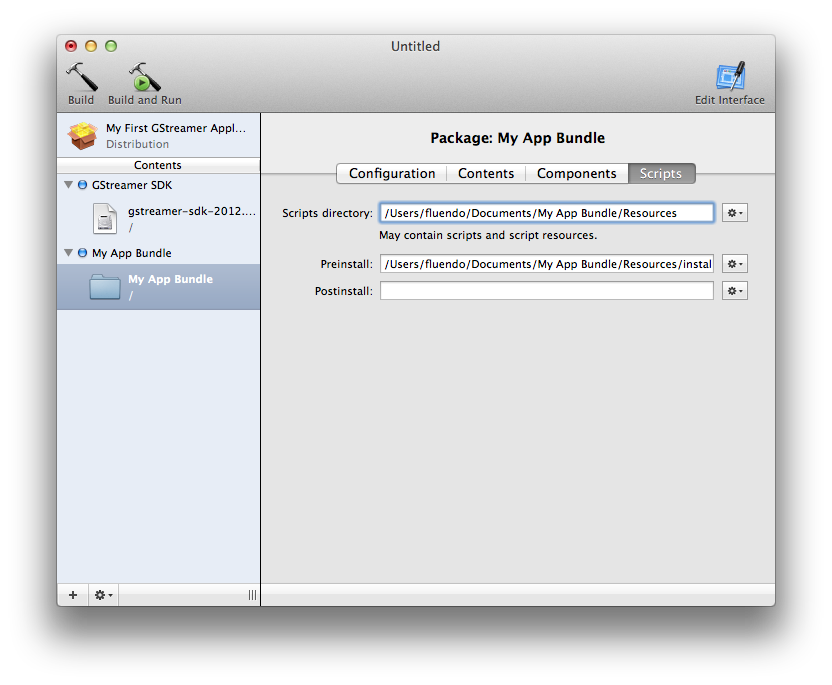 Untitled
Build
Build and Run
Edit Interface
My First GStreamer Appl...
Distribution
Contents
GStreamer SDK
gstreamer-sdk-2012....
/
My App Bundle
My App Bundle
/
Package: My App Bundle
Configuration
Contents
Components
Scripts
Scripts directory: /Users/fluendo/Documents/My App Bundle/Resources
May contain scripts and script resources.
Preinstall: /Users/fluendo/Documents/My App Bundle/Resources/instal
Postinstall: